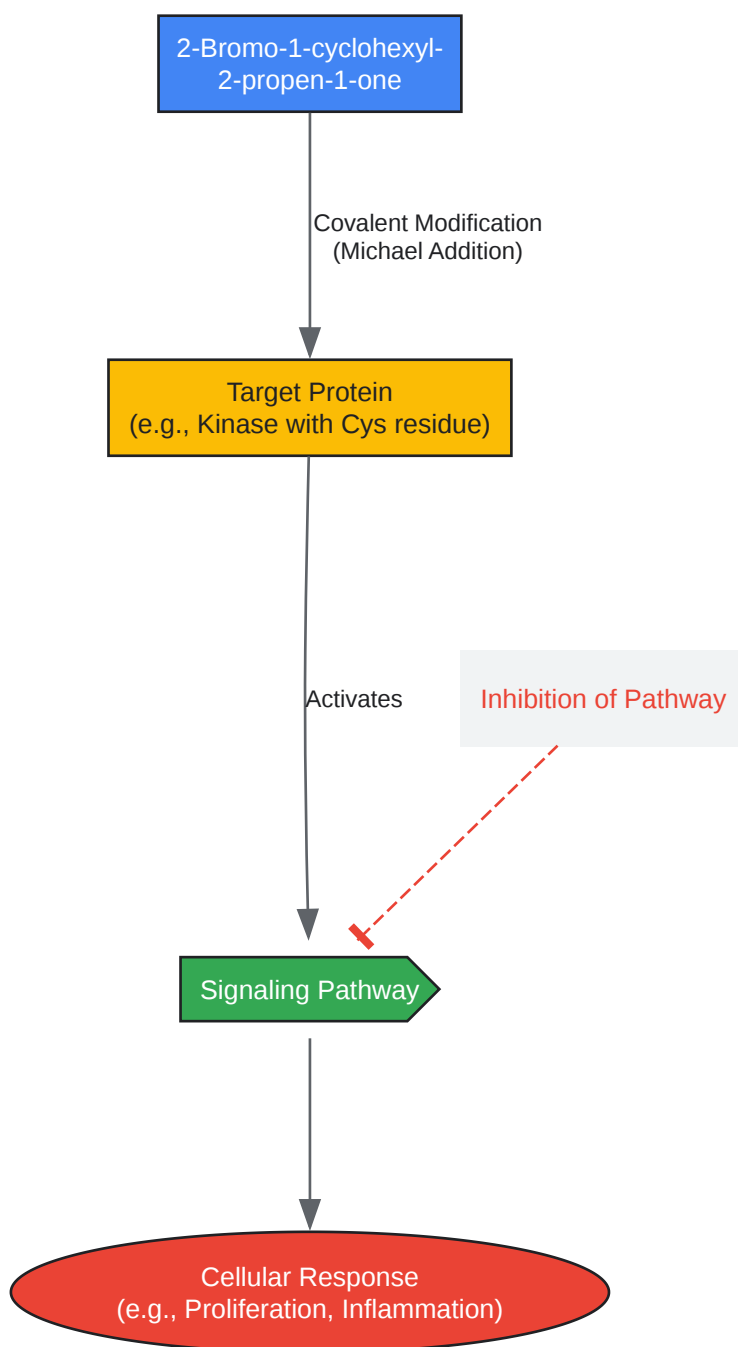 2-Bromo-1-cyclohexyl-
2-propen-1-one
Covalent Modification
(Michael Addition)
Target Protein
(e.g., Kinase with Cys residue)
Activates
Inhibition of Pathway
Signaling Pathway
Cellular Response
(e.g., Proliferation, Inflammation)